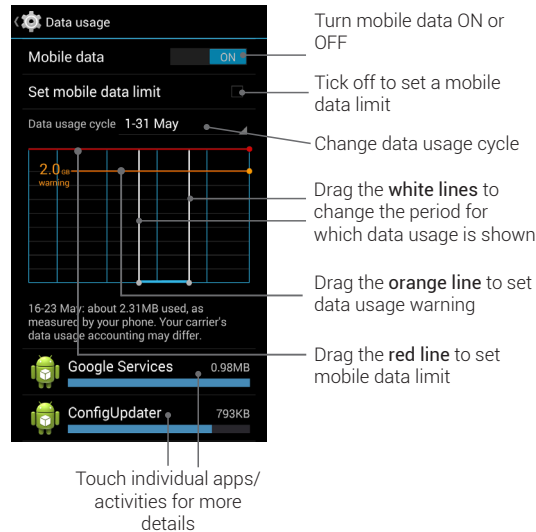 Data usage
Mobile data
ON
Set mobile data limit
Data usage cycle 1-31 May
2.0 GB
warning
16-23 May: about 2.31MB used, as
measured by your phone. Your carrier's
data usage accounting may differ.
Google Services 0.98MB
ConfigUpdater 793KB
Turn mobile data ON or
OFF
Tick off to set a mobile
data limit
Change data usage cycle
Drag the white lines to
change the period for
which data usage is shown
Drag the orange line to set
data usage warning
Drag the red line to set
mobile data limit
Touch individual apps/
activities for more
details